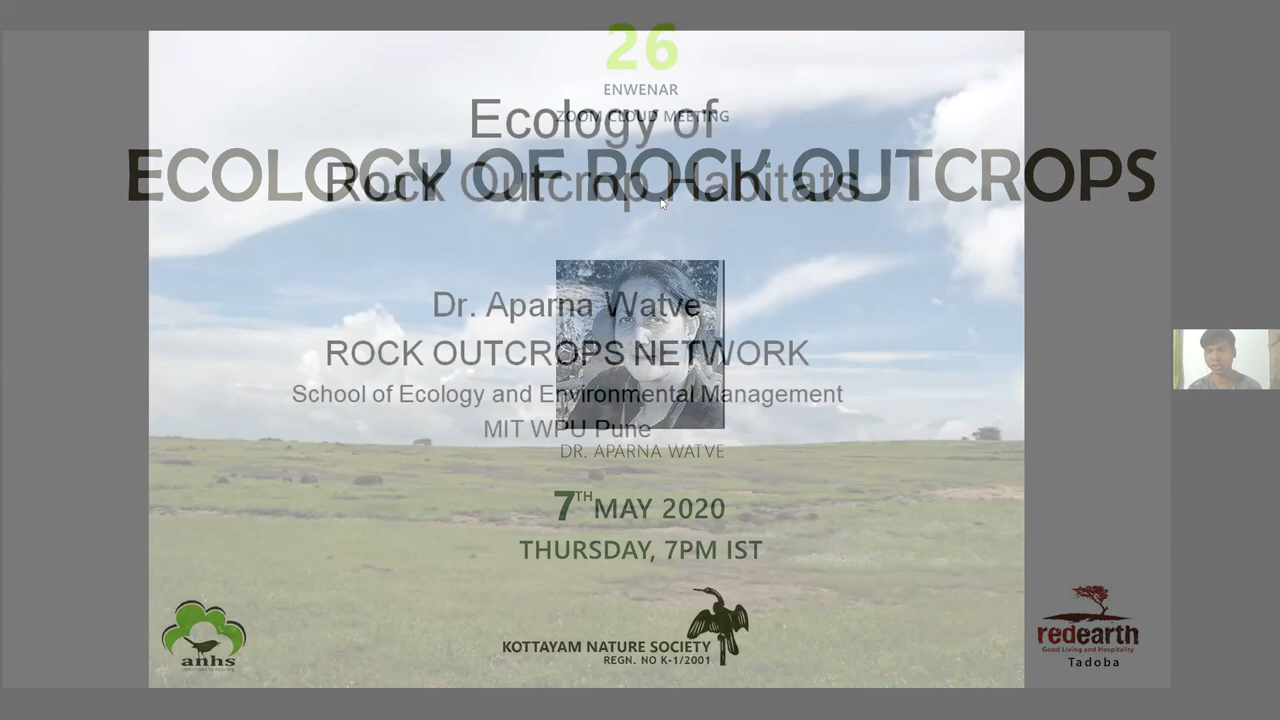 26
ENWENAR
ZOOM CLOUD MEETING
Ecology of
Rock Outcrop Habitats
ECOLOGY OF ROCK OUTCROPS
Dr. Aparna Watve
ROCK OUTCROPS NETWORK
School of Ecology and Environmental Management
MIT WPU Pune
DR. APARNA WATVE
7TH MAY 2020
THURSDAY, 7PM IST
anhs
KOTTAYAM NATURE SOCIETY
REGN. NO K-1/2001
redearth
Good Living and Hospitality
Tadoba